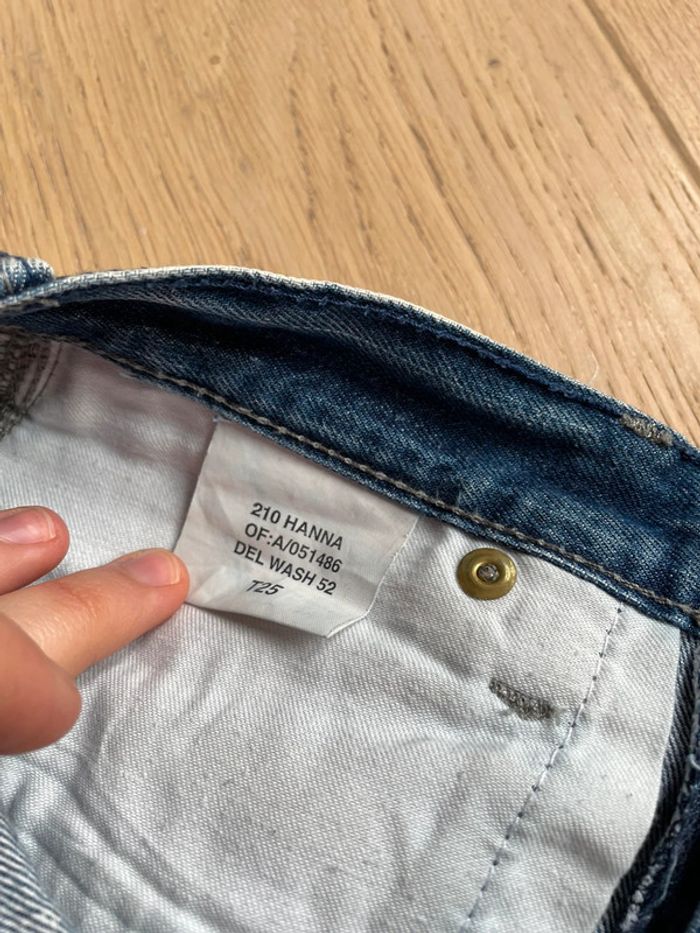 210 HANNA
OF:A/051486
DEL WASH 52
T25